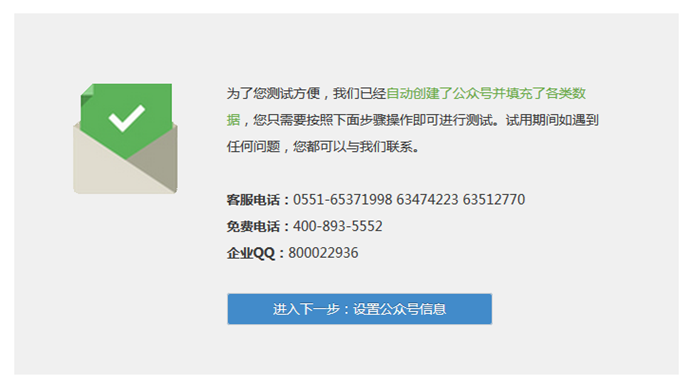 为了您测试方便，我们已经自动创建了公众号并填充了各类数
据，您只需要按照下面步骤操作即可进行测试。试用期间如遇到
任何问题，您都可以与我们联系。
客服电话：0551-65371998 63474223 63512770
免费电话：400-893-5552
企业QQ：800022936
进入下一步：设置公众号信息